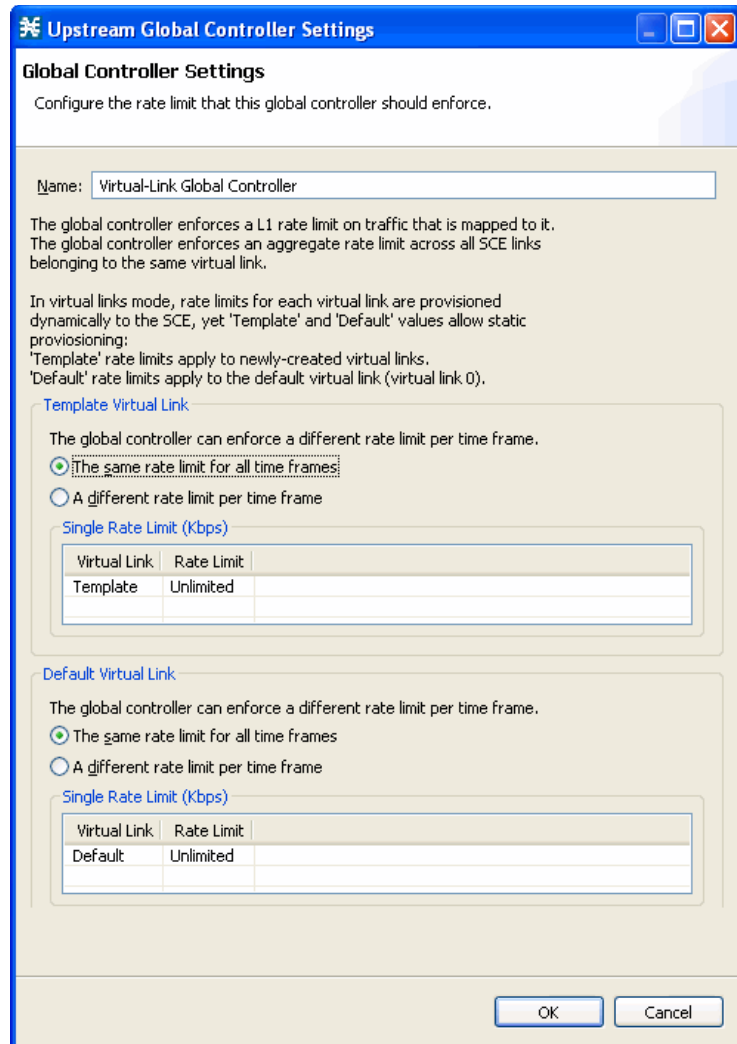 Upstream Global Controller Settings
Global Controller Settings
Configure the rate limit that this global controller should enforce.
Name: Virtual-Link Global Controller
The global controller enforces a L1 rate limit on traffic that is mapped to it.
The global controller enforces an aggregate rate limit across all SCE links
belonging to the same virtual link.
In virtual links mode, rate limits for each virtual link are provisioned
dynamically to the SCE, yet 'Template' and 'Default' values allow static
proviosioning:
'Template' rate limits apply to newly-created virtual links.
'Default' rate limits apply to the default virtual link (virtual link 0).
Template Virtual Link
The global controller can enforce a different rate limit per time frame.
The same rate limit for all time frames
A different rate limit per time frame
Single Rate Limit (Kbps)
Virtual Link Rate Limit
Template Unlimited
Default Virtual Link
The global controller can enforce a different rate limit per time frame.
The same rate limit for all time frames
A different rate limit per time frame
Single Rate Limit (Kbps)
Virtual Link Rate Limit
Default Unlimited
OK Cancel